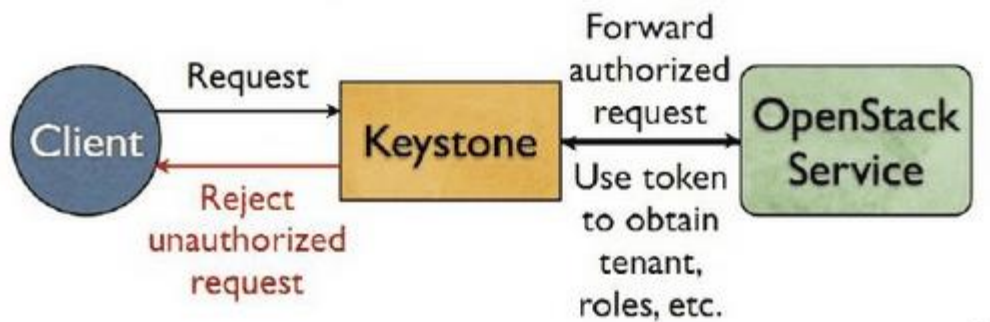 Client
Request
Reject
unauthorized
request
Keystone
Forward
authorized
request
Use token
to obtain
tenant,
roles, etc.
OpenStack
Service